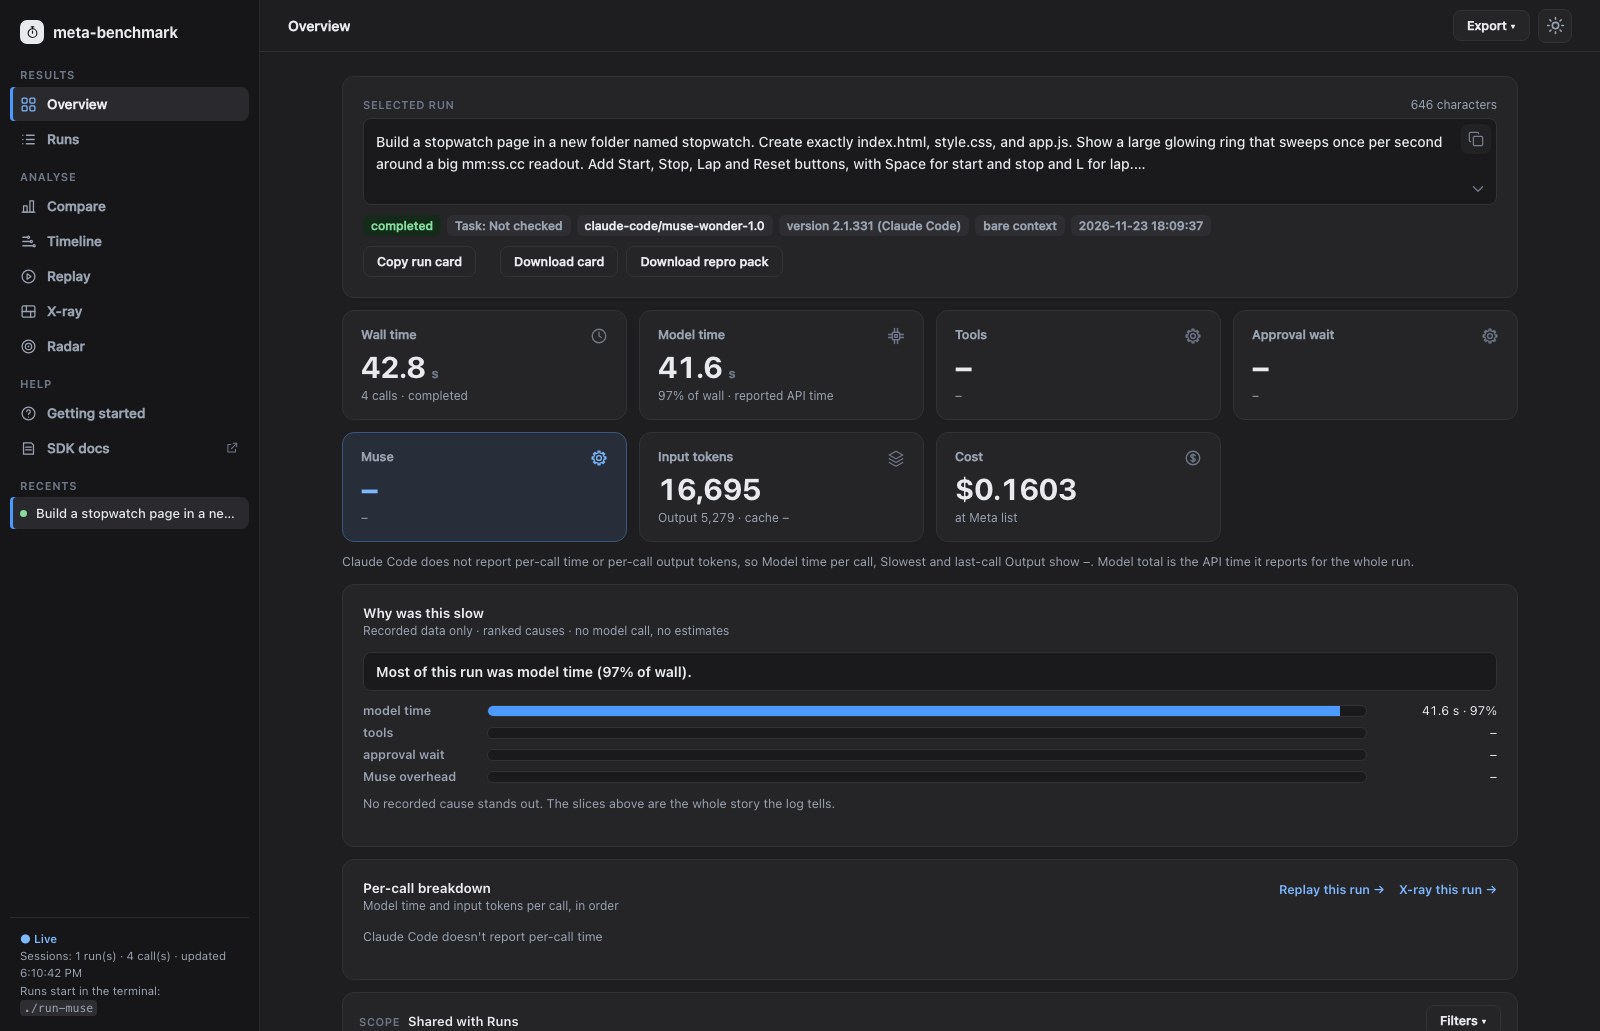 meta-benchmark
RESULTS
Overview
Runs
ANALYSE
Compare
Timeline
Replay
X-ray
Radar
HELP
Getting started
SDK docs
RECENTS
Build a stopwatch page in a ne...
Live
Sessions: 1 run(s) · 4 call(s) · updated
6:10:42 PM
Runs start in the terminal:
./run-muse
Overview
Export ▾
SELECTED RUN
646 characters
Build a stopwatch page in a new folder named stopwatch. Create exactly index.html, style.css, and app.js. Show a large glowing ring that sweeps once per second
around a big mm:ss.cc readout. Add Start, Stop, Lap and Reset buttons, with Space for start and stop and L for lap....
completed Task: Not checked claude-code/muse-wonder-1.0 version 2.1.331 (Claude Code) bare context 2026-11-23 18:09:37
Copy run card Download card Download repro pack
Wall time
42.8 s
4 calls · completed
Model time
41.6 s
97% of wall · reported API time
Tools
–
–
Approval wait
–
–
Muse
–
–
Input tokens
16,695
Output 5,279 · cache –
Cost
$0.1603
at Meta list
Claude Code does not report per-call time or per-call output tokens, so Model time per call, Slowest and last-call Output show –. Model total is the API time it reports for the whole run.
Why was this slow
Recorded data only · ranked causes · no model call, no estimates
Most of this run was model time (97% of wall).
model time 41.6 s · 97%
tools –
approval wait –
Muse overhead –
No recorded cause stands out. The slices above are the whole story the log tells.
Per-call breakdown
Model time and input tokens per call, in order
Replay this run → X-ray this run →
Claude Code doesn't report per-call time
SCOPE Shared with Runs
Filters ▾